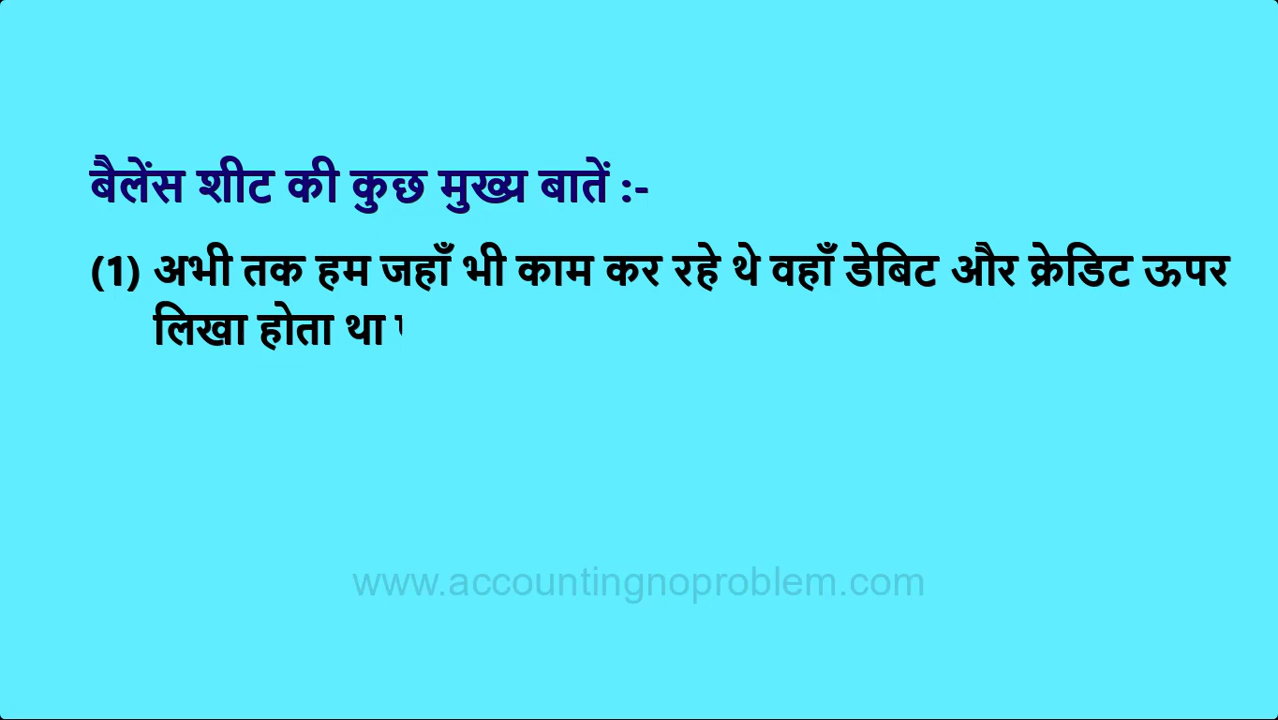 बैलेंस शीट की कुछ मुख्य बातें :-
(1) अभी तक हम जहाँ भी काम कर रहे थे वहाँ डेबिट और क्रेडिट ऊपर
लिखा होता था
www.accountingnoproblem.com